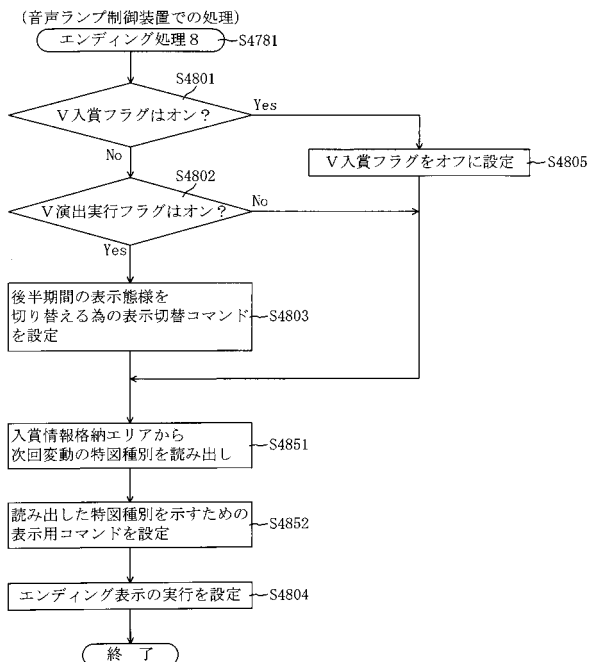 (音声ランプ制御装置での処理)
エンディング処理8 S4781
S4801
V入賞フラグはオン？
Yes
No
V入賞フラグをオフに設定 S4805
S4802
V演出実行フラグはオン？
No
Yes
後半期間の表示態様を
切り替える為の表示切替コマンド
を設定
S4803
入賞情報格納エリアから
次回変動の特図種別を読み出し
S4851
読み出した特図種別を示すための
表示用コマンドを設定
S4852
エンディング表示の実行を設定 S4804
終 了